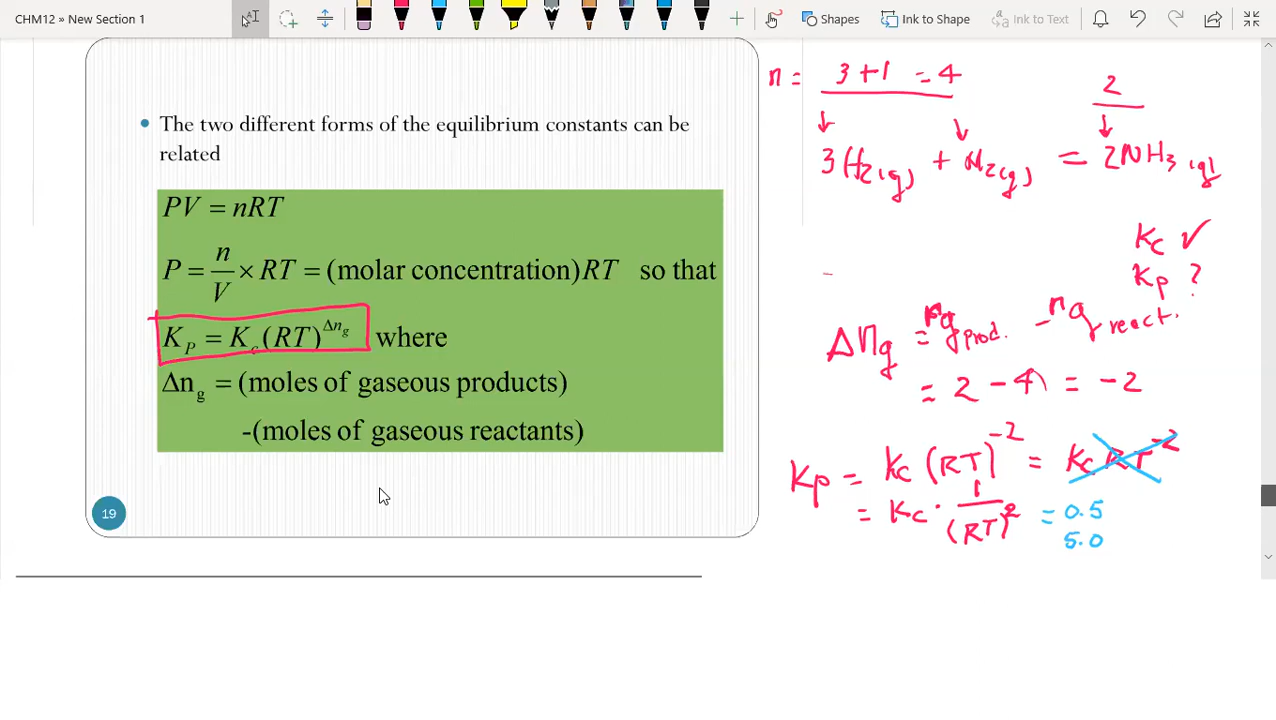 CHM12 » New Section 1
Shapes
Ink to Shape
Ink to Text
• The two different forms of the equilibrium constants can be
related
PV = nRT
P = n/V × RT = (molar concentration)RT so that
K_P = K_c(RT)^Δn_g where
Δn_g = (moles of gaseous products)
-(moles of gaseous reactants)
19
n = 3+1 = 4
2
3H₂(g) + N₂(g) = 2NH₃(g)
Kc ✓
Kp ?
Δng = ng prod. - ng react.
= 2 - 4 = -2
Kp = Kc (RT)^-2 = Kc RT^-2
= Kc · 1/(RT)^2 = 0.5
5.0